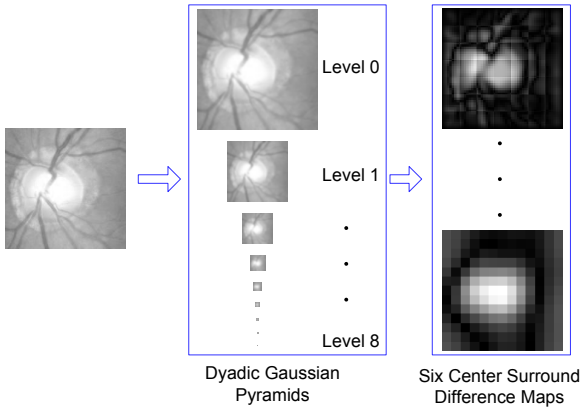 Level 0
Level 1
Level 8
Dyadic Gaussian
Pyramids
Six Center Surround
Difference Maps